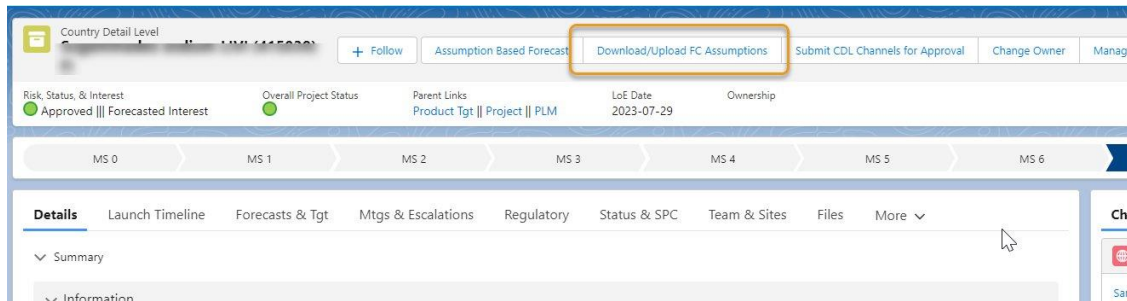 Country Detail Level
+ Follow Assumption Based Forecast Download/Upload FC Assumptions Submit CDL Channels for Approval Change Owner Manag
Risk, Status, & Interest Overall Project Status Parent Links LoE Date Ownership
Approved ||| Forecasted Interest Product Tgt || Project || PLM 2023-07-29
MS 0 MS 1 MS 2 MS 3 MS 4 MS 5 MS 6
Details Launch Timeline Forecasts & Tgt Mtgs & Escalations Regulatory Status & SPC Team & Sites Files More Ch
Summary
Information
Sa